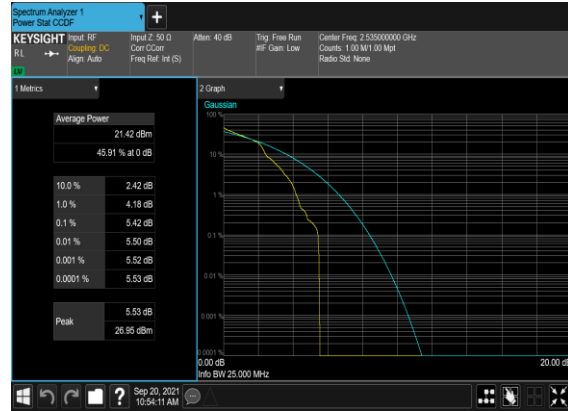 Spectrum Analyzer 1
Power Stat CCDF
KEYSIGHT
RL
Input: RF
Coupling: DC
Align: Auto
Input Z: 50 Ω
Corr CCorr
Freq Ref: Int (S)
Atten: 40 dB
Trig: Free Run
#IF Gain: Low
Center Freq: 2.535000000 GHz
Counts: 1.00 M/1.00 Mpt
Radio Std: None
1 Metrics
Average Power
21.42 dBm
45.91 % at 0 dB
10.0 % 2.42 dB
1.0 % 4.18 dB
0.1 % 5.42 dB
0.01 % 5.50 dB
0.001 % 5.52 dB
0.0001 % 5.53 dB
Peak
5.53 dB
26.95 dBm
2 Graph
Gaussian
100 %
10 %
1 %
0.1 %
0.01 %
0.001 %
0.0001 %
0.00 dB
20.00 dB
Info BW 25.000 MHz
?
Sep 20, 2021
10:54:11 AM